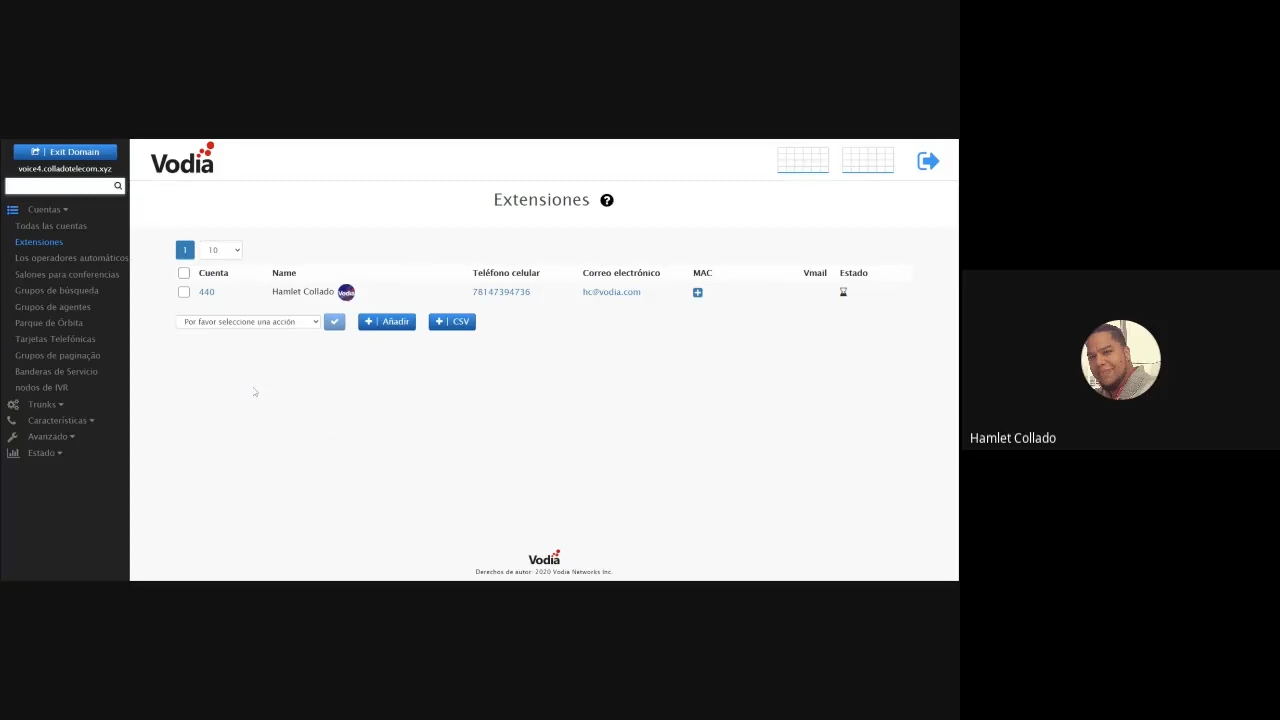 Exit Domain
voice4.colladotelecom.xyz
Cuentas
Todas las cuentas
Extensiones
Los operadores automáticos
Salones para conferencias
Grupos de búsqueda
Grupos de agentes
Parque de Órbita
Tarjetas Telefónicas
Grupos de paginação
Banderas de Servicio
nodos de IVR
Trunks
Características
Avanzado
Estado
Vodia
Extensiones ?
1 10
Cuenta Name Teléfono celular Correo electrónico MAC Vmail Estado
440 Hamlet Collado Vodia 78147394736 hc@vodia.com
Por favor seleccione una acción Añadir CSV
Vodia
Derechos de autor: 2020 Vodia Networks Inc.
Hamlet Collado